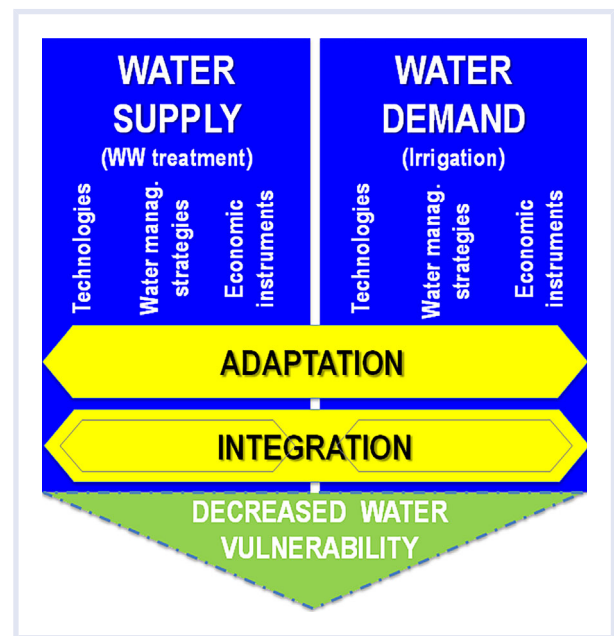 WATER
SUPPLY
(WW treatment)
Technologies
Water manag.
strategies
Economic
instruments
WATER
DEMAND
(Irrigation)
Technologies
Water manag.
strategies
Economic
instruments
ADAPTATION
INTEGRATION
DECREASED WATER
VULNERABILITY